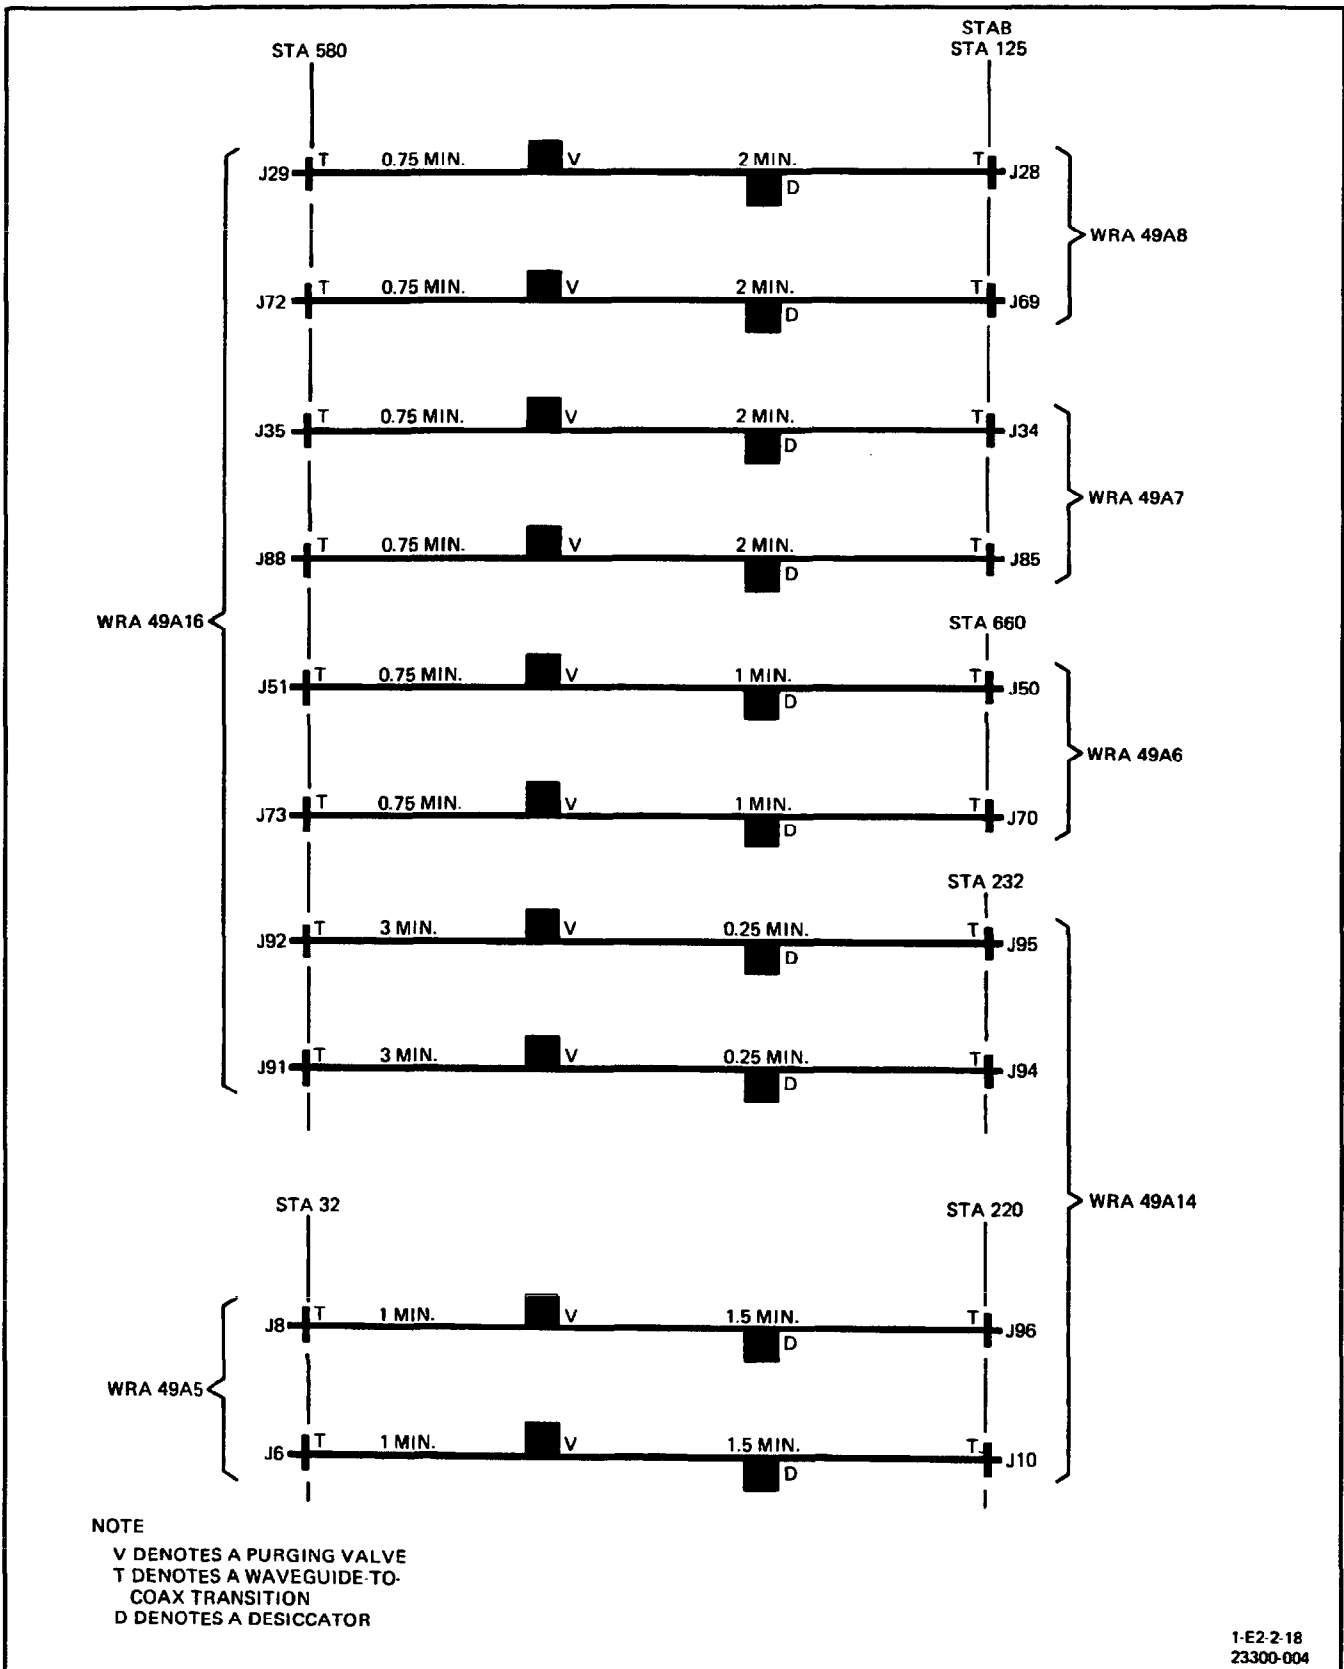 STAB
STA 580 STA 125
J29 T 0.75 MIN. V 2 MIN. D T J28
WRA 49A8
J72 T 0.75 MIN. V 2 MIN. D T J69
J35 T 0.75 MIN. V 2 MIN. D T J34
WRA 49A7
J88 T 0.75 MIN. V 2 MIN. D T J85
WRA 49A16 STA 660
J51 T 0.75 MIN. V 1 MIN. D T J50
WRA 49A6
J73 T 0.75 MIN. V 1 MIN. D T J70
STA 232
J92 T 3 MIN. V 0.25 MIN. D T J95
J91 T 3 MIN. V 0.25 MIN. D T J94
STA 32 STA 220 WRA 49A14
J8 T 1 MIN. V 1.5 MIN. D T J96
WRA 49A5
J6 T 1 MIN. V 1.5 MIN. D T J10
NOTE
V DENOTES A PURGING VALVE
T DENOTES A WAVEGUIDE-TO-
COAX TRANSITION
D DENOTES A DESICCATOR
1-E2-2-18
23300-004